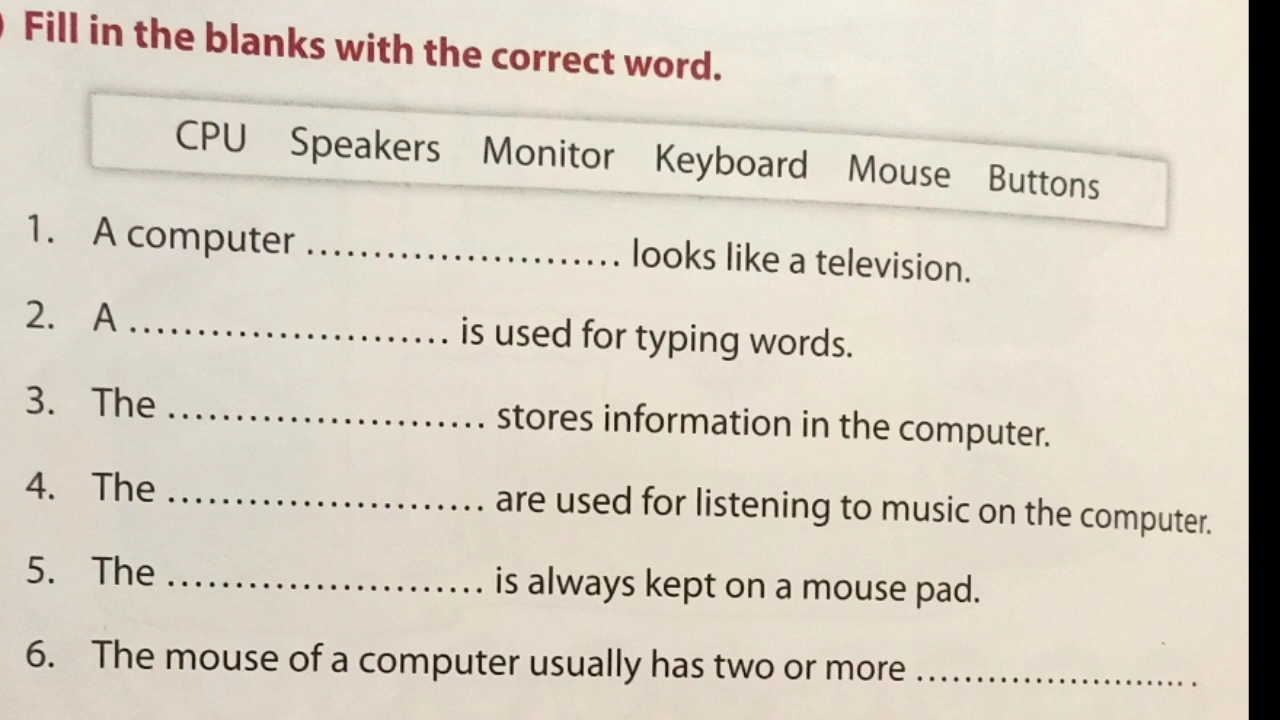 Fill in the blanks with the correct word.
CPU Speakers Monitor Keyboard Mouse Buttons
1. A computer ........................ looks like a television.
2. A ........................ is used for typing words.
3. The ........................ stores information in the computer.
4. The ........................ are used for listening to music on the computer.
5. The ........................ is always kept on a mouse pad.
6. The mouse of a computer usually has two or more ........................